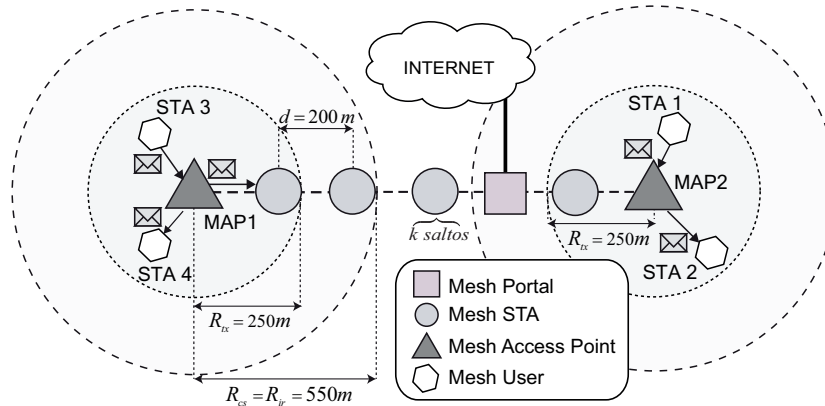 INTERNET
STA 3
d = 200 m
STA 1
MAP1
MAP2
STA 4
k saltos
R_tx = 250m
STA 2
R_tx = 250m
R_cs = R_ir = 550m
Mesh Portal
Mesh STA
Mesh Access Point
Mesh User